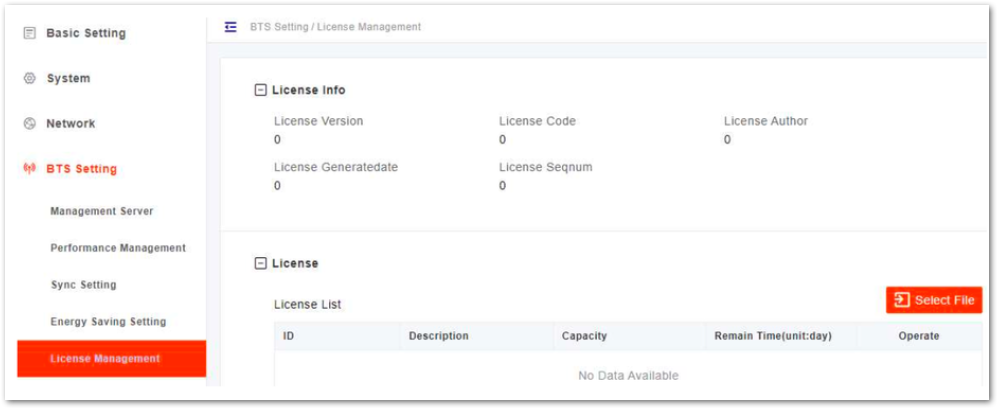 Basic Setting
System
Network
BTS Setting
Management Server
Performance Management
Sync Setting
Energy Saving Setting
License Management
BTS Setting / License Management
License Info
License Version License Code License Author
0 0 0
License Generatedate License Seqnum
0 0
License
License List Select File
ID Description Capacity Remain Time(unit:day) Operate
No Data Available